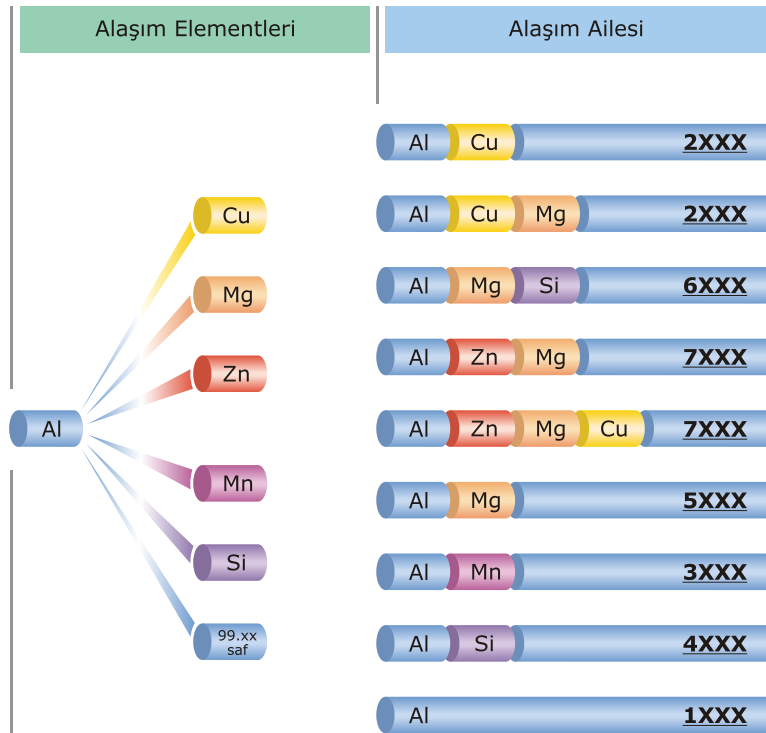 Alaşım Elementleri
Alaşım Ailesi
Al
Cu
Mg
Zn
Mn
Si
99.xx
saf
Al Cu 2XXX
Al Cu Mg 2XXX
Al Mg Si 6XXX
Al Zn Mg 7XXX
Al Zn Mg Cu 7XXX
Al Mg 5XXX
Al Mn 3XXX
Al Si 4XXX
Al 1XXX